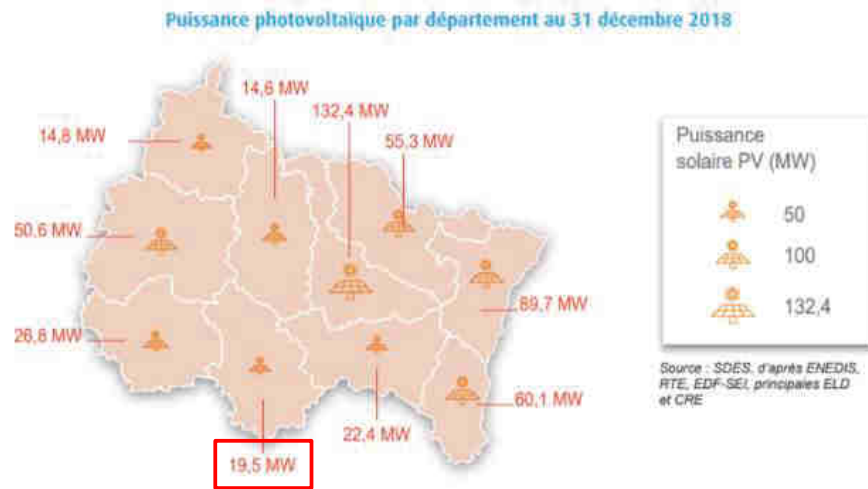 Puissance photovoltaïque par département au 31 décembre 2018
14,6 MW
132,4 MW
14,8 MW
55,3 MW
50,6 MW
26,8 MW
89,7 MW
60,1 MW
22,4 MW
19,5 MW
Puissance
solaire PV (MW)
50
100
132,4
Source : SDES, d'après ENEDIS,
RTE, EDF-SEI, principales ELD
et CRE